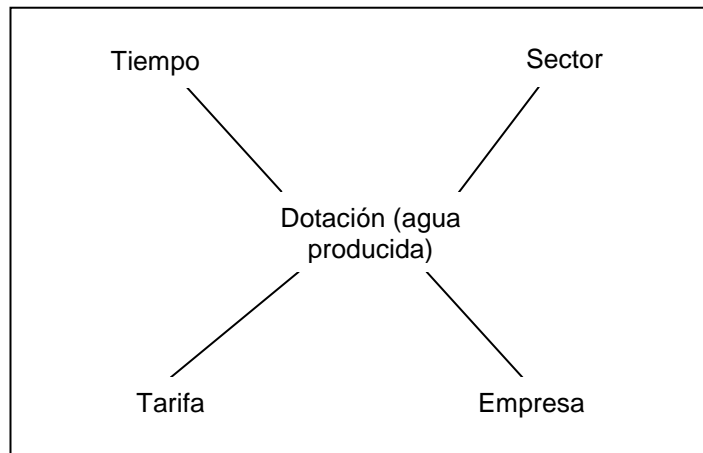 Tiempo
Sector
Dotación (agua
producida)
Tarifa
Empresa